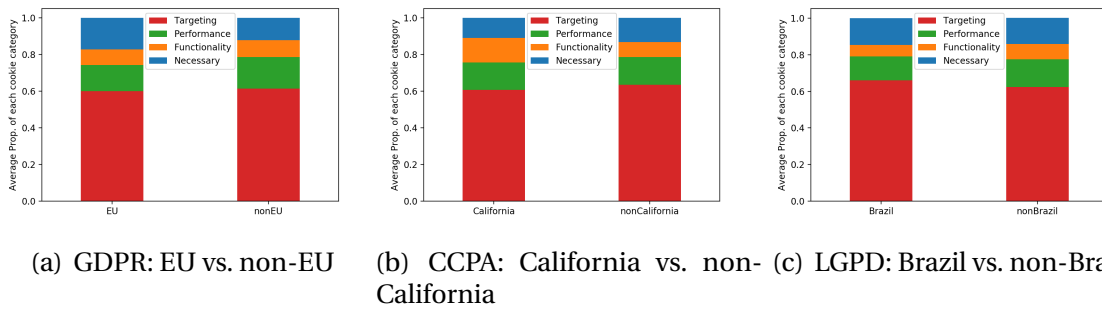 Average Prop. of each cookie category
1.0
0.8
0.6
0.4
0.2
0.0
Targeting
Performance
Functionality
Necessary
EU
nonEU
(a) GDPR: EU vs. non-EU
Average Prop. of each cookie category
1.0
0.8
0.6
0.4
0.2
0.0
Targeting
Performance
Functionality
Necessary
California
nonCalifornia
(b) CCPA: California vs. non-
California
Average Prop. of each cookie category
1.0
0.8
0.6
0.4
0.2
0.0
Targeting
Performance
Functionality
Necessary
Brazil
nonBrazil
(c) LGPD: Brazil vs. non-Bra